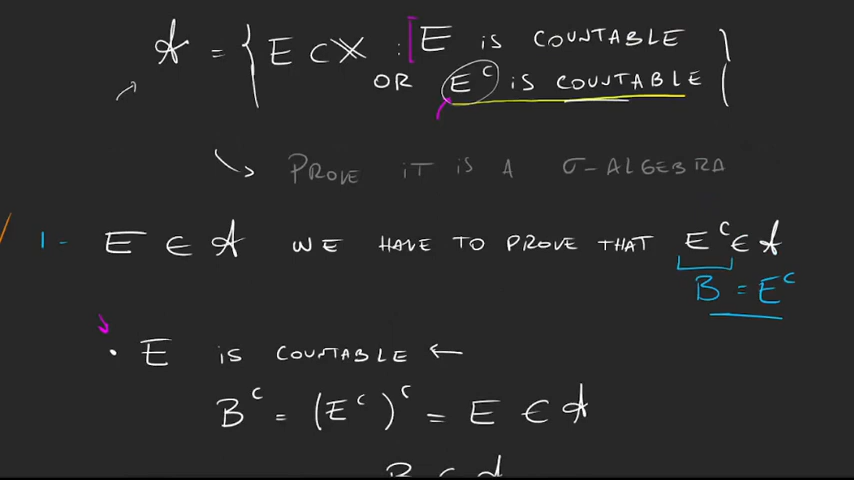 𝒜 = { E ⊂ X : E IS COUNTABLE
OR E^c IS COUNTABLE }
PROVE IT IS A σ-ALGEBRA
1- E ∈ 𝒜 WE HAVE TO PROVE THAT E^c ∈ 𝒜
B = E^c
• E IS COUNTABLE ←
B^c = (E^c)^c = E ∈ 𝒜